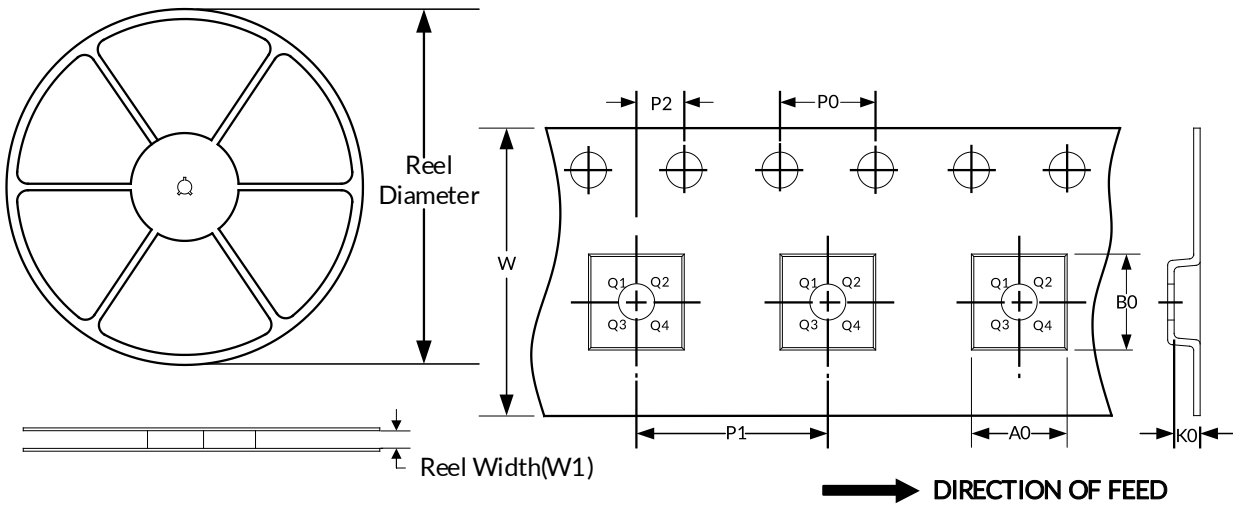 P2
P0
Reel
Diameter
W
Q1 Q2
Q3 Q4
Q1 Q2
Q3 Q4
Q1 Q2
Q3 Q4
B0
P1
A0
K0
Reel Width(W1)
DIRECTION OF FEED